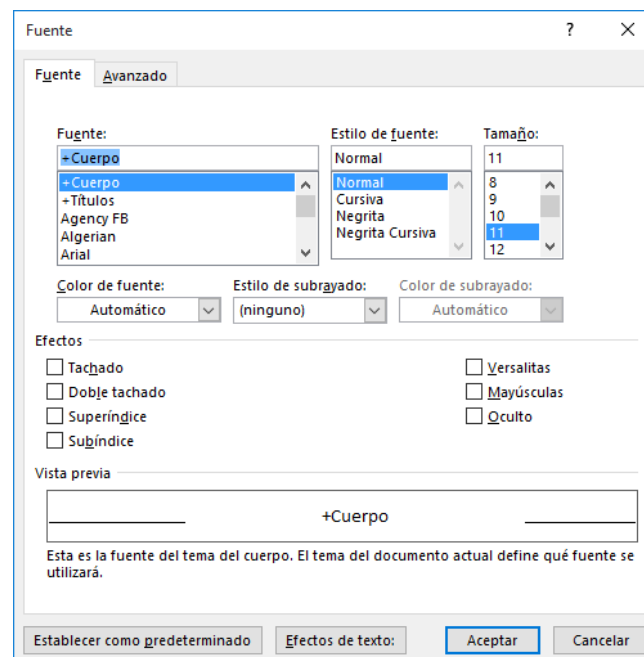 Fuente ?
Fuente Avanzado
Fuente: Estilo de fuente: Tamaño:
+Cuerpo Normal 11
+Cuerpo Normal 8
+Títulos Cursiva 9
Agency FB Negrita 10
Algerian Negrita Cursiva 11
Arial 12
Color de fuente: Estilo de subrayado: Color de subrayado:
Automático (ninguno) Automático
Efectos
Tachado Versalitas
Doble tachado Mayúsculas
Superíndice Oculto
Subíndice
Vista previa
+Cuerpo
Esta es la fuente del tema del cuerpo. El tema del documento actual define qué fuente se
utilizará.
Establecer como predeterminado Efectos de texto: Aceptar Cancelar